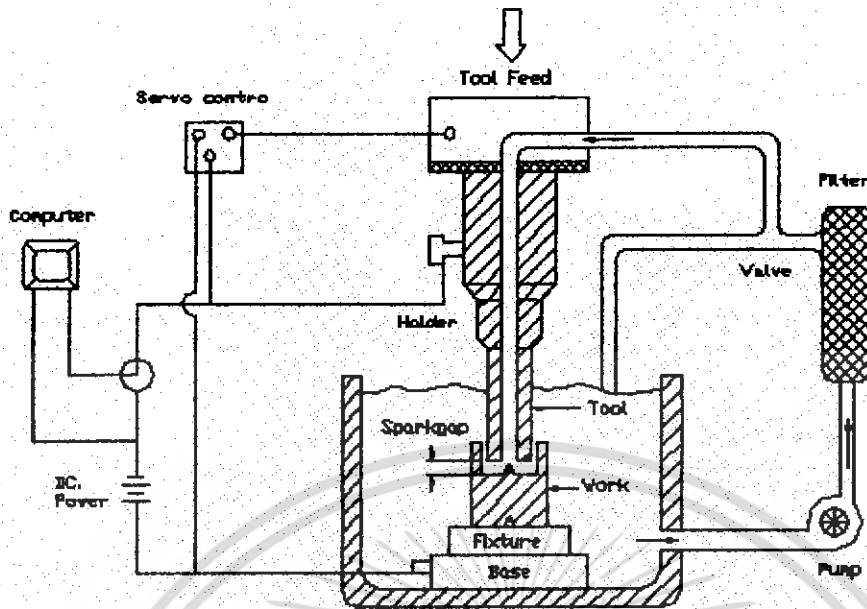 Tool Feed
Servo contro
Filter
Computer
Valve
Holder
Tool
Sparkgap
DC.
Power
Work
Fixture
Base
Pump